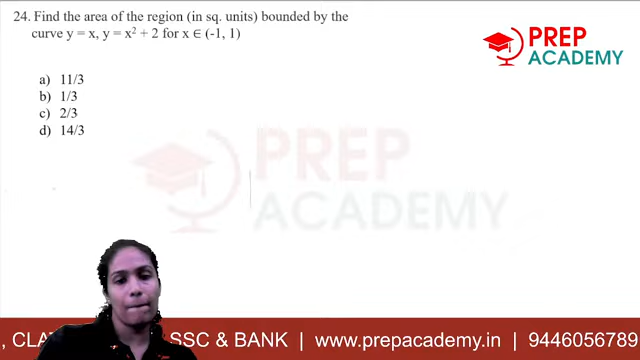 24. Find the area of the region (in sq. units) bounded by the
curve y = x, y = x² + 2 for x ∈ (-1, 1)
PREP
ACADEMY
a) 11/3
b) 1/3
c) 2/3
d) 14/3
PREP
ACADEMY
, CLA SSC & BANK | www.prepacademy.in | 9446056789